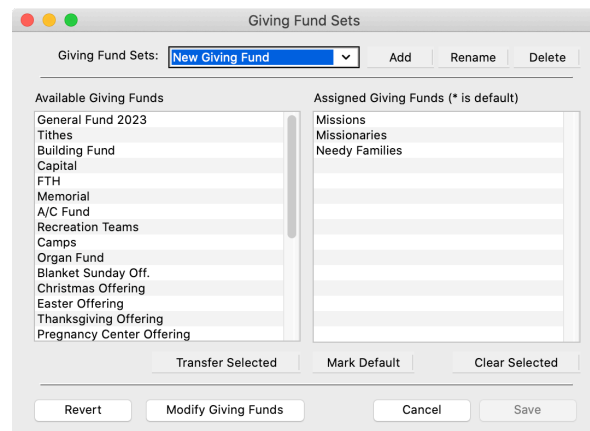 Giving Fund Sets
Giving Fund Sets: New Giving Fund Add Rename Delete
Available Giving Funds
General Fund 2023
Tithes
Building Fund
Capital
FTH
Memorial
A/C Fund
Recreation Teams
Camps
Organ Fund
Blanket Sunday Off.
Christmas Offering
Easter Offering
Thanksgiving Offering
Pregnancy Center Offering
Assigned Giving Funds (* is default)
Missions
Missionaries
Needy Families
Transfer Selected Mark Default Clear Selected
Revert Modify Giving Funds Cancel Save